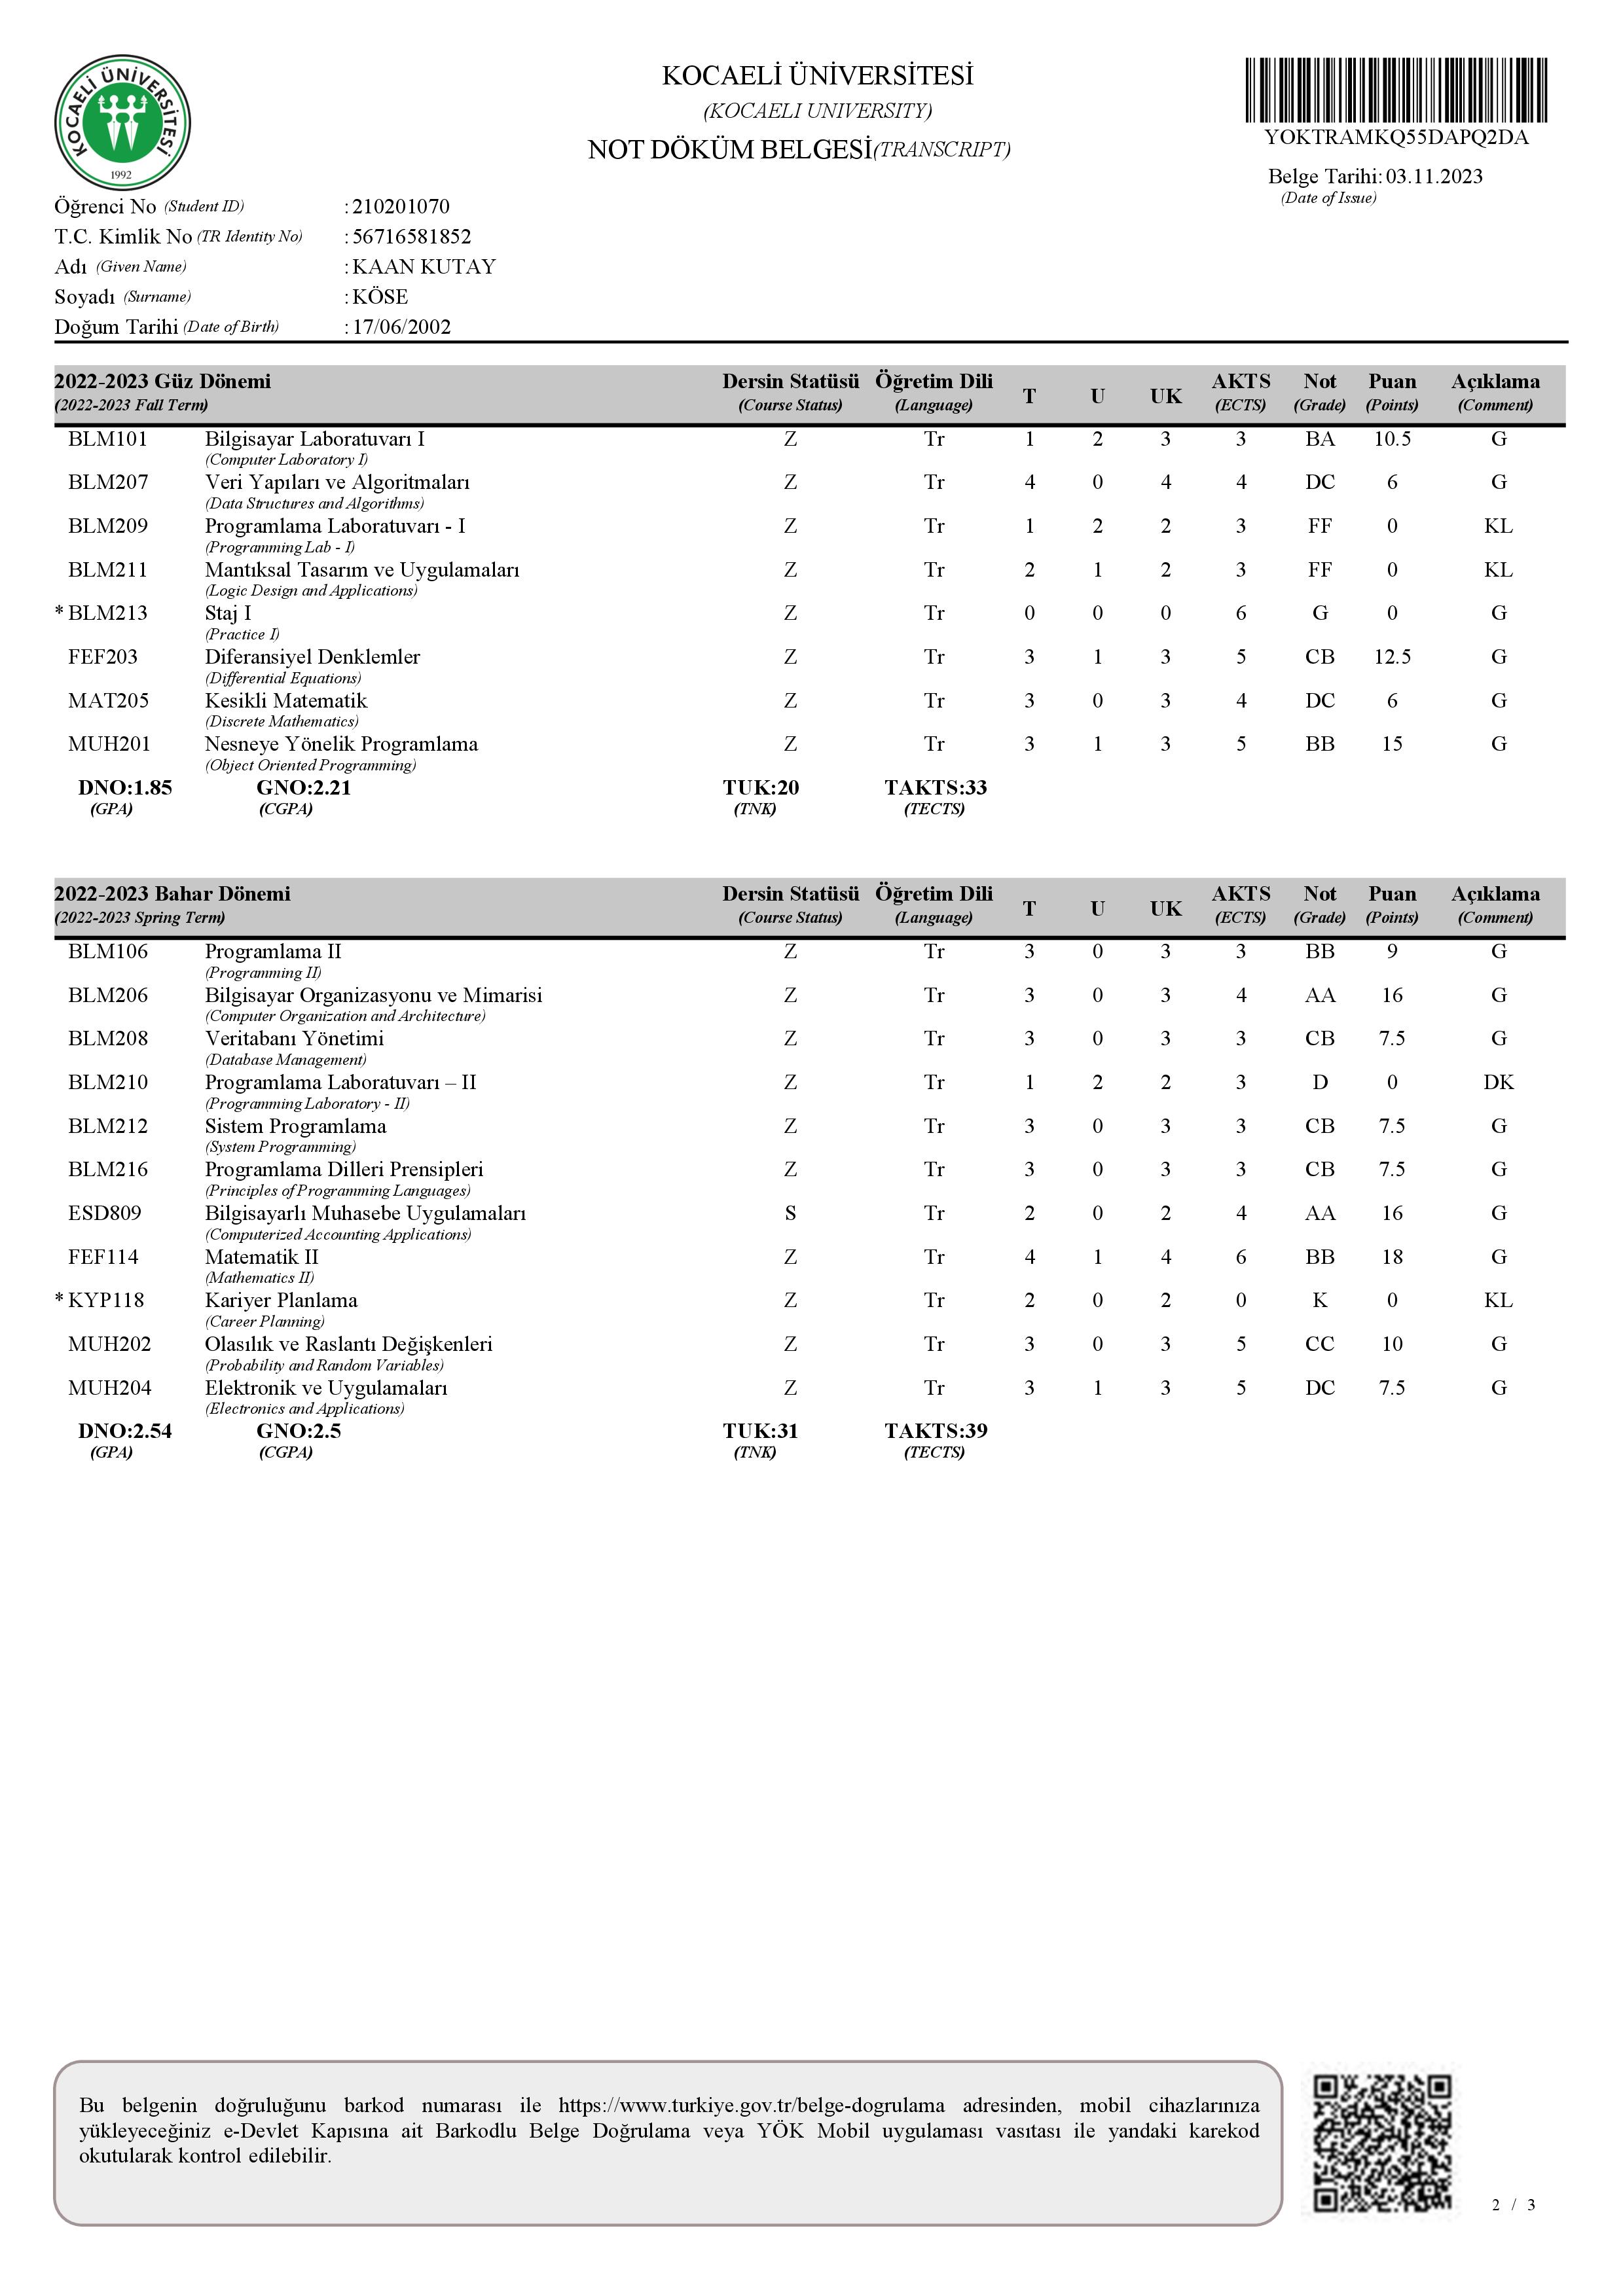 KOCAELİ ÜNİVERSİTESİ
1992
KOCAELİ ÜNİVERSİTESİ
(KOCAELI UNIVERSITY)
NOT DÖKÜM BELGESİ(TRANSCRIPT)
YOKTRAMKQ55DAPQ2DA
Belge Tarihi: 03.11.2023
(Date of Issue)
Öğrenci No (Student ID) : 210201070
T.C. Kimlik No (TR Identity No) : 56716581852
Adı (Given Name) : KAAN KUTAY
Soyadı (Surname) : KÖSE
Doğum Tarihi (Date of Birth) : 17/06/2002
2022-2023 Güz Dönemi Dersin Statüsü Öğretim Dili T U UK AKTS Not Puan Açıklama
(2022-2023 Fall Term) (Course Status) (Language) (ECTS) (Grade) (Points) (Comment)
BLM101 Bilgisayar Laboratuvarı I Z Tr 1 2 3 3 BA 10.5 G
(Computer Laboratory I)
BLM207 Veri Yapıları ve Algoritmaları Z Tr 4 0 4 4 DC 6 G
(Data Structures and Algorithms)
BLM209 Programlama Laboratuvarı - I Z Tr 1 2 2 3 FF 0 KL
(Programming Lab - I)
BLM211 Mantıksal Tasarım ve Uygulamaları Z Tr 2 1 2 3 FF 0 KL
(Logic Design and Applications)
* BLM213 Staj I Z Tr 0 0 0 6 G 0 G
(Practice I)
FEF203 Diferansiyel Denklemler Z Tr 3 1 3 5 CB 12.5 G
(Differential Equations)
MAT205 Kesikli Matematik Z Tr 3 0 3 4 DC 6 G
(Discrete Mathematics)
MUH201 Nesneye Yönelik Programlama Z Tr 3 1 3 5 BB 15 G
(Object Oriented Programming)
DNO:1.85 GNO:2.21 TUK:20 TAKTS:33
(GPA) (CGPA) (TNK) (TECTS)
2022-2023 Bahar Dönemi Dersin Statüsü Öğretim Dili T U UK AKTS Not Puan Açıklama
(2022-2023 Spring Term) (Course Status) (Language) (ECTS) (Grade) (Points) (Comment)
BLM106 Programlama II Z Tr 3 0 3 3 BB 9 G
(Programming II)
BLM206 Bilgisayar Organizasyonu ve Mimarisi Z Tr 3 0 3 4 AA 16 G
(Computer Organization and Architecture)
BLM208 Veritabanı Yönetimi Z Tr 3 0 3 3 CB 7.5 G
(Database Management)
BLM210 Programlama Laboratuvarı – II Z Tr 1 2 2 3 D 0 DK
(Programming Laboratory - II)
BLM212 Sistem Programlama Z Tr 3 0 3 3 CB 7.5 G
(System Programming)
BLM216 Programlama Dilleri Prensipleri Z Tr 3 0 3 3 CB 7.5 G
(Principles of Programming Languages)
ESD809 Bilgisayarlı Muhasebe Uygulamaları S Tr 2 0 2 4 AA 16 G
(Computerized Accounting Applications)
FEF114 Matematik II Z Tr 4 1 4 6 BB 18 G
(Mathematics II)
* KYP118 Kariyer Planlama Z Tr 2 0 2 0 K 0 KL
(Career Planning)
MUH202 Olasılık ve Raslantı Değişkenleri Z Tr 3 0 3 5 CC 10 G
(Probability and Random Variables)
MUH204 Elektronik ve Uygulamaları Z Tr 3 1 3 5 DC 7.5 G
(Electronics and Applications)
DNO:2.54 GNO:2.5 TUK:31 TAKTS:39
(GPA) (CGPA) (TNK) (TECTS)
Bu belgenin doğruluğunu barkod numarası ile https://www.turkiye.gov.tr/belge-dogrulama adresinden, mobil cihazlarınıza
yükleyeceğiniz e-Devlet Kapısına ait Barkodlu Belge Doğrulama veya YÖK Mobil uygulaması vasıtası ile yandaki karekod
okutularak kontrol edilebilir.
2 / 3